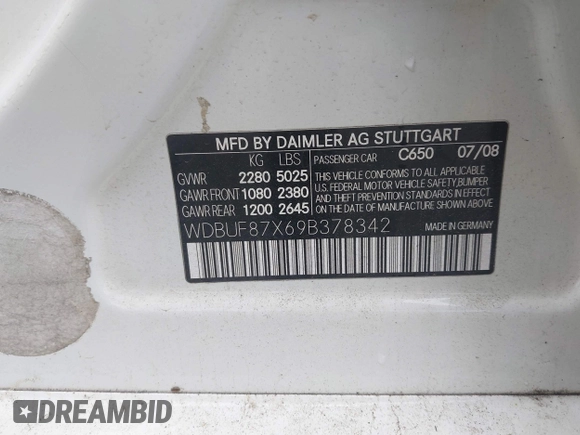 MFD BY DAIMLER AG STUTTGART
KG LBS PASSENGER CAR C650 07/08
GVWR 2280 5025 THIS VEHICLE CONFORMS TO ALL APPLICABLE
GAWR FRONT 1080 2380 U.S. FEDERAL MOTOR VEHICLE SAFETY, BUMPER
AND THEFT PREVENTION STANDARDS IN EFFECT
GAWR REAR 1200 2645 ON THE DATE OF MANUFACTURE SHOWN ABOVE.
WDBUF87X69B378342 MADE IN GERMANY
DREAMBID